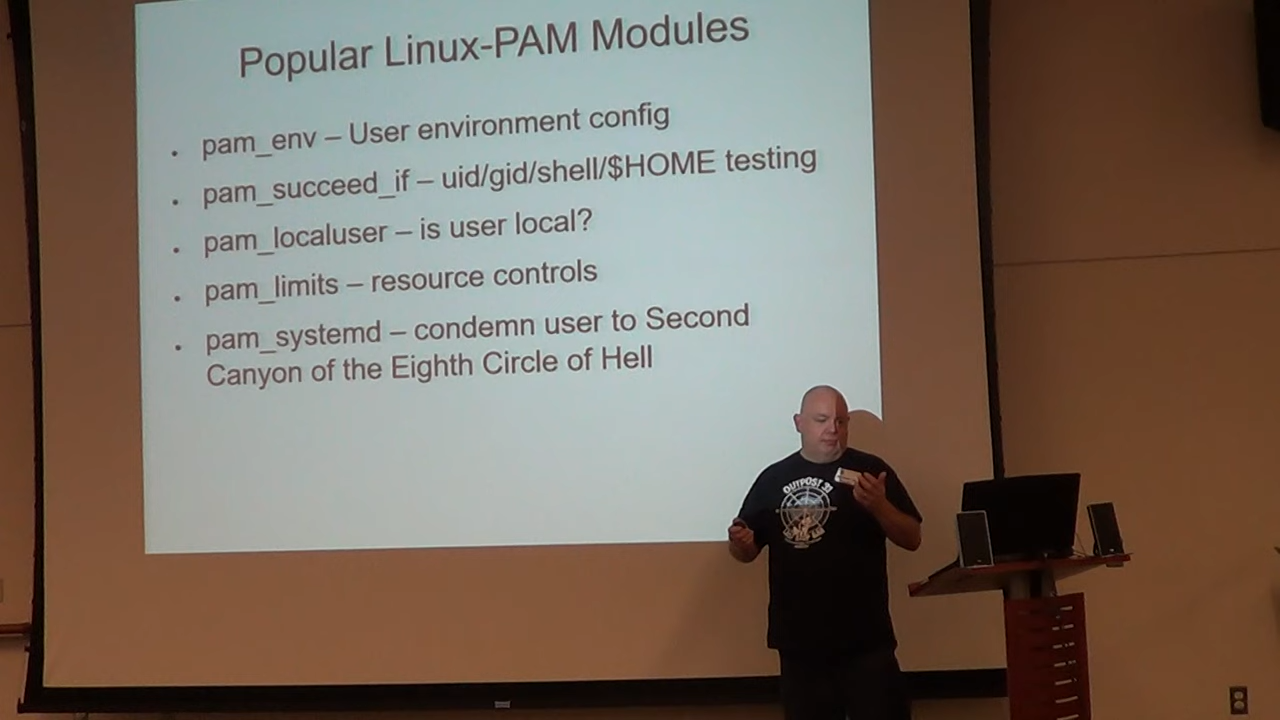 Popular Linux-PAM Modules
. pam_env – User environment config
. pam_succeed_if – uid/gid/shell/$HOME testing
. pam_localuser – is user local?
. pam_limits – resource controls
. pam_systemd – condemn user to Second
Canyon of the Eighth Circle of Hell
OUTPOST 31